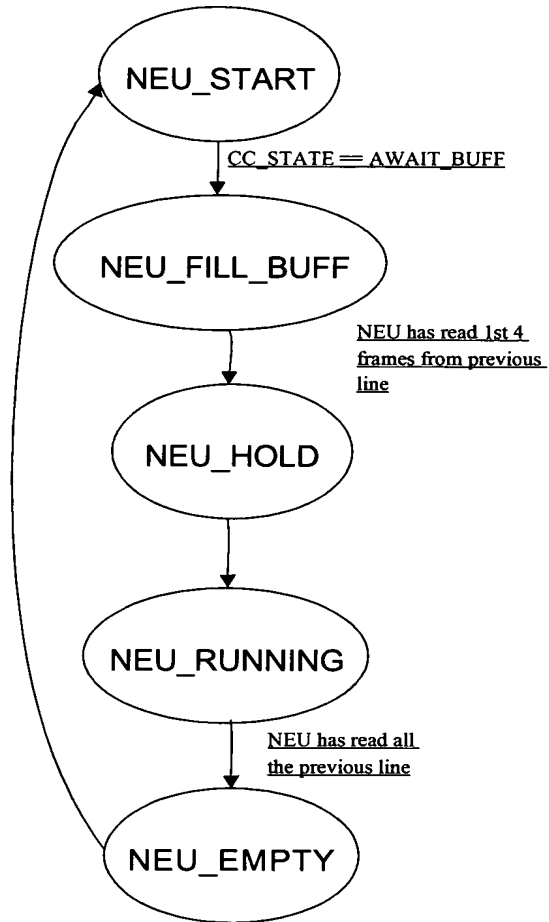 NEU_START
CC_STATE == AWAIT_BUFF
NEU_FILL_BUFF
NEU has read 1st 4
frames from previous
line
NEU_HOLD
NEU_RUNNING
NEU has read all
the previous line
NEU_EMPTY